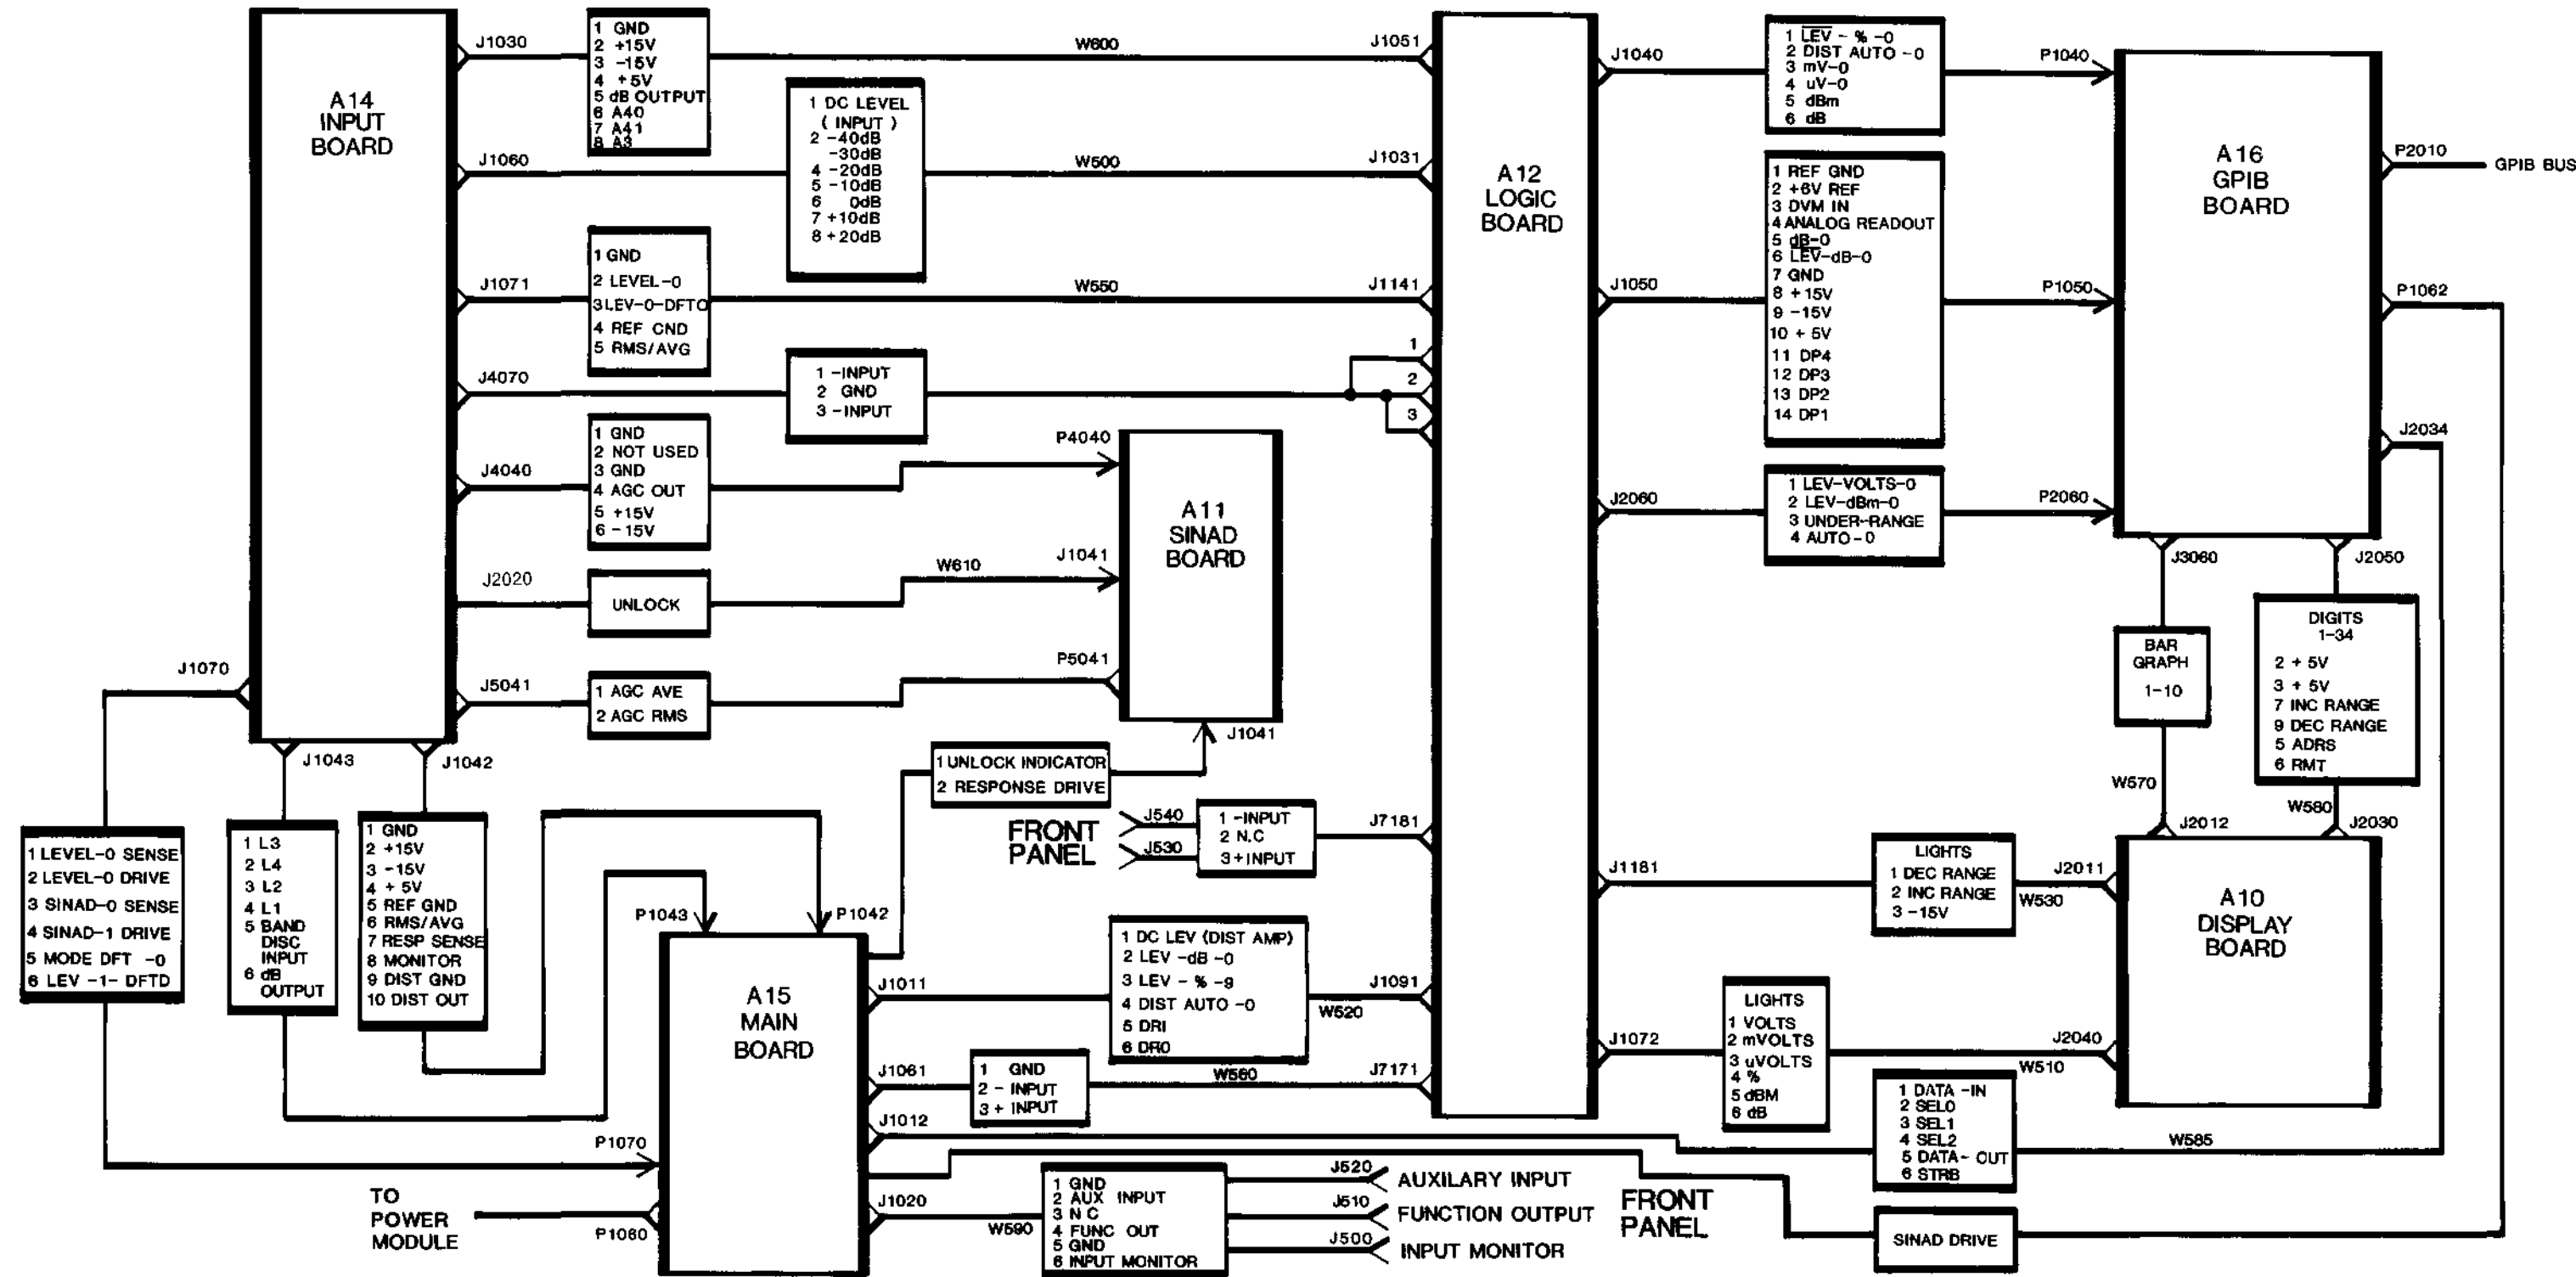 A14
INPUT
BOARD
J1030
1 GND
2 +15V
3 -15V
4 +5V
5 dB OUTPUT
6 A40
7 A41
8 A3
W600
J1051
J1060
1 DC LEVEL
( INPUT )
2 -40dB
-30dB
4 -20dB
5 -10dB
6 0dB
7 +10dB
8 +20dB
W500
J1031
J1071
1 GND
2 LEVEL-0
3 LEV-0-DFTO
4 REF CND
5 RMS/AVG
W550
J1141
J4070
1 -INPUT
2 GND
3 -INPUT
1
2
3
J4040
1 GND
2 NOT USED
3 GND
4 AGC OUT
5 +15V
6 -15V
P4040
J2020
UNLOCK
W610
J1041
J5041
1 AGC AVE
2 AGC RMS
P5041
A11
SINAD
BOARD
J1041
A12
LOGIC
BOARD
J1040
1 LEV - % -0
2 DIST AUTO -0
3 mV-0
4 uV-0
5 dBm
6 dB
P1040
J1050
1 REF GND
2 +6V REF
3 DVM IN
4 ANALOG READOUT
5 dB-0
6 LEV-dB-0
7 GND
8 +15V
9 -15V
10 + 5V
11 DP4
12 DP3
13 DP2
14 DP1
P1050
J2060
1 LEV-VOLTS-0
2 LEV-dBm-0
3 UNDER-RANGE
4 AUTO-0
P2060
A16
GPIB
BOARD
P2010
GPIB BUS
P1062
J2034
J3060
J2050
BAR
GRAPH
1-10
DIGITS
1-34
2 + 5V
3 + 5V
7 INC RANGE
9 DEC RANGE
5 ADRS
6 RMT
W570
W580
J2012
J2030
J1070
J1043
J1042
1 LEVEL-0 SENSE
2 LEVEL-0 DRIVE
3 SINAD-0 SENSE
4 SINAD-1 DRIVE
5 MODE DFT -0
6 LEV -1- DFTD
1 L3
2 L4
3 L2
4 L1
5 BAND
DISC
INPUT
6 dB
OUTPUT
1 GND
2 +15V
3 -15V
4 + 5V
5 REF GND
6 RMS/AVG
7 RESP SENSE
8 MONITOR
9 DIST GND
10 DIST OUT
1 UNLOCK INDICATOR
2 RESPONSE DRIVE
FRONT
PANEL
J540
J530
1 -INPUT
2 N.C
3 +INPUT
J7181
P1043
P1042
A15
MAIN
BOARD
J1011
1 DC LEV (DIST AMP)
2 LEV -dB -0
3 LEV - % -9
4 DIST AUTO -0
5 DRI
6 DRO
J1091
W520
J1061
1 GND
2 - INPUT
3 + INPUT
W560
J7171
J1012
P1070
TO
POWER
MODULE
P1080
J1020
W590
1 GND
2 AUX INPUT
3 N C
4 FUNC OUT
5 GND
6 INPUT MONITOR
J520
AUXILARY INPUT
J510
FUNCTION OUTPUT
J500
INPUT MONITOR
FRONT
PANEL
J1181
LIGHTS
1 DEC RANGE
2 INC RANGE
3 -15V
J2011
W530
A10
DISPLAY
BOARD
J1072
LIGHTS
1 VOLTS
2 mVOLTS
3 uVOLTS
4 %
5 dBM
6 dB
J2040
W510
1 DATA -IN
2 SEL0
3 SEL1
4 SEL2
5 DATA- OUT
6 STRB
W585
SINAD DRIVE